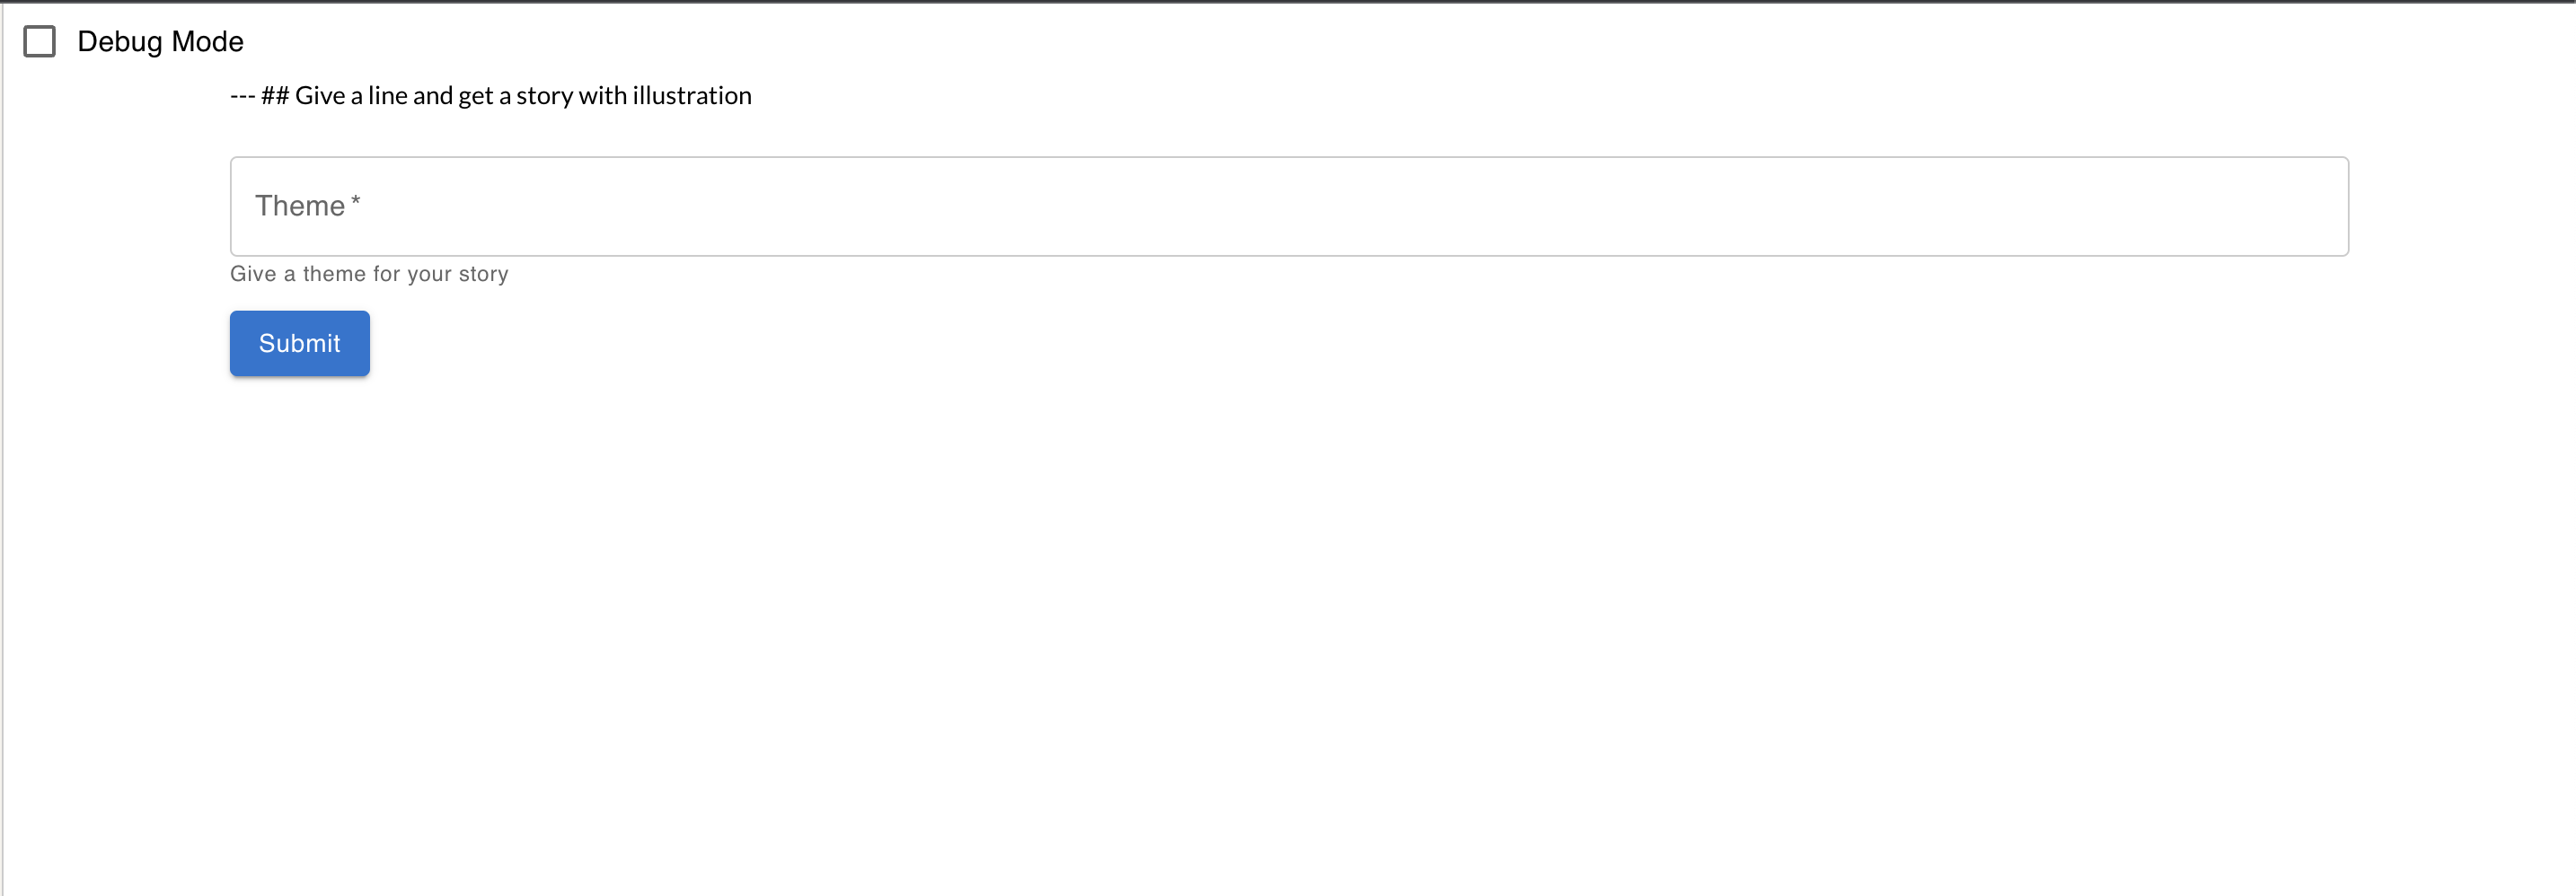 Debug Mode
--- ## Give a line and get a story with illustration
Theme *
Give a theme for your story
Submit